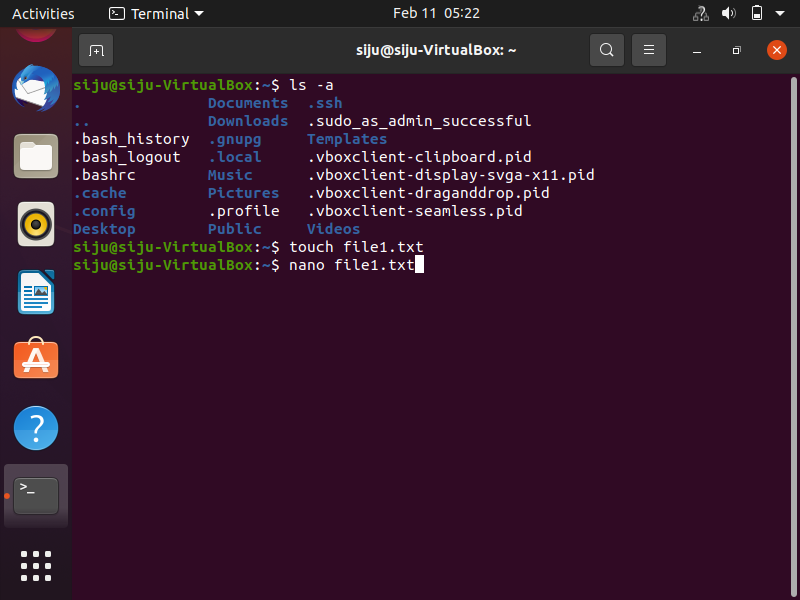 Activities Terminal Feb 11 05:22
siju@siju-VirtualBox: ~
siju@siju-VirtualBox:~$ ls -a
. Documents .ssh
.. Downloads .sudo_as_admin_successful
.bash_history .gnupg Templates
.bash_logout .local .vboxclient-clipboard.pid
.bashrc Music .vboxclient-display-svga-x11.pid
.cache Pictures .vboxclient-draganddrop.pid
.config .profile .vboxclient-seamless.pid
Desktop Public Videos
siju@siju-VirtualBox:~$ touch file1.txt
siju@siju-VirtualBox:~$ nano file1.txt